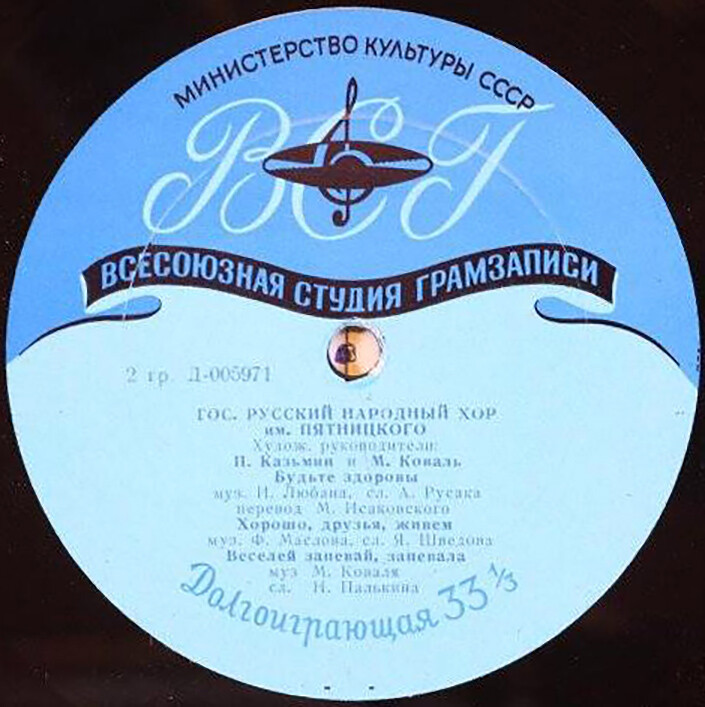 МИНИСТЕРСТВО КУЛЬТУРЫ СССР
ВСГ
ВСЕСОЮЗНАЯ СТУДИЯ ГРАМЗАПИСИ
2 гр. Д-005971
ГОС. РУССКИЙ НАРОДНЫЙ ХОР
им. ПЯТНИЦКОГО
Худож. руководители:
П. Казьмин и М. Коваль
Будьте здоровы
муз. И. Любана, сл. А. Русака
перевод М. Исаковского
Хорошо, друзья, живем
муз. Ф. Маслова, сл. Я. Шведова
Веселей запевай, запевала
муз М. Коваля
сл. Н. Палькина
Долгоиграющая 33 1/3